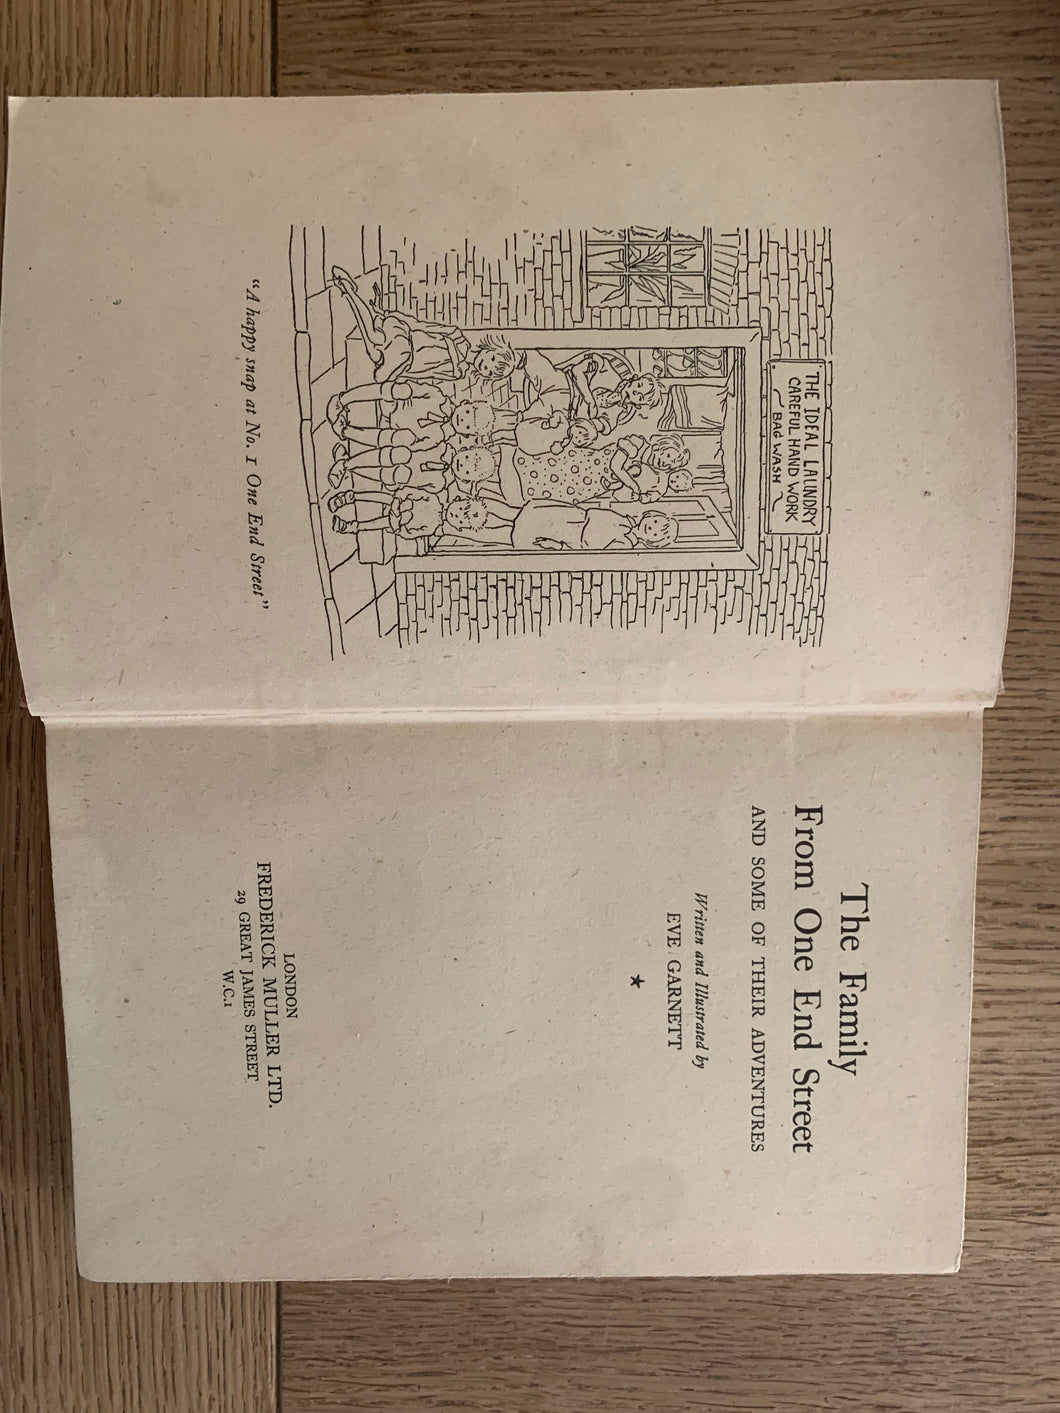 THE IDEAL LAUNDRY
CAREFUL HAND WORK
BAG WASH
"A happy snap at No. 1 One End Street"
The Family
From One End Street
AND SOME OF THEIR ADVENTURES
Written and Illustrated by
EVE GARNETT
★
LONDON
FREDERICK MULLER LTD.
29 GREAT JAMES STREET
W.C.1